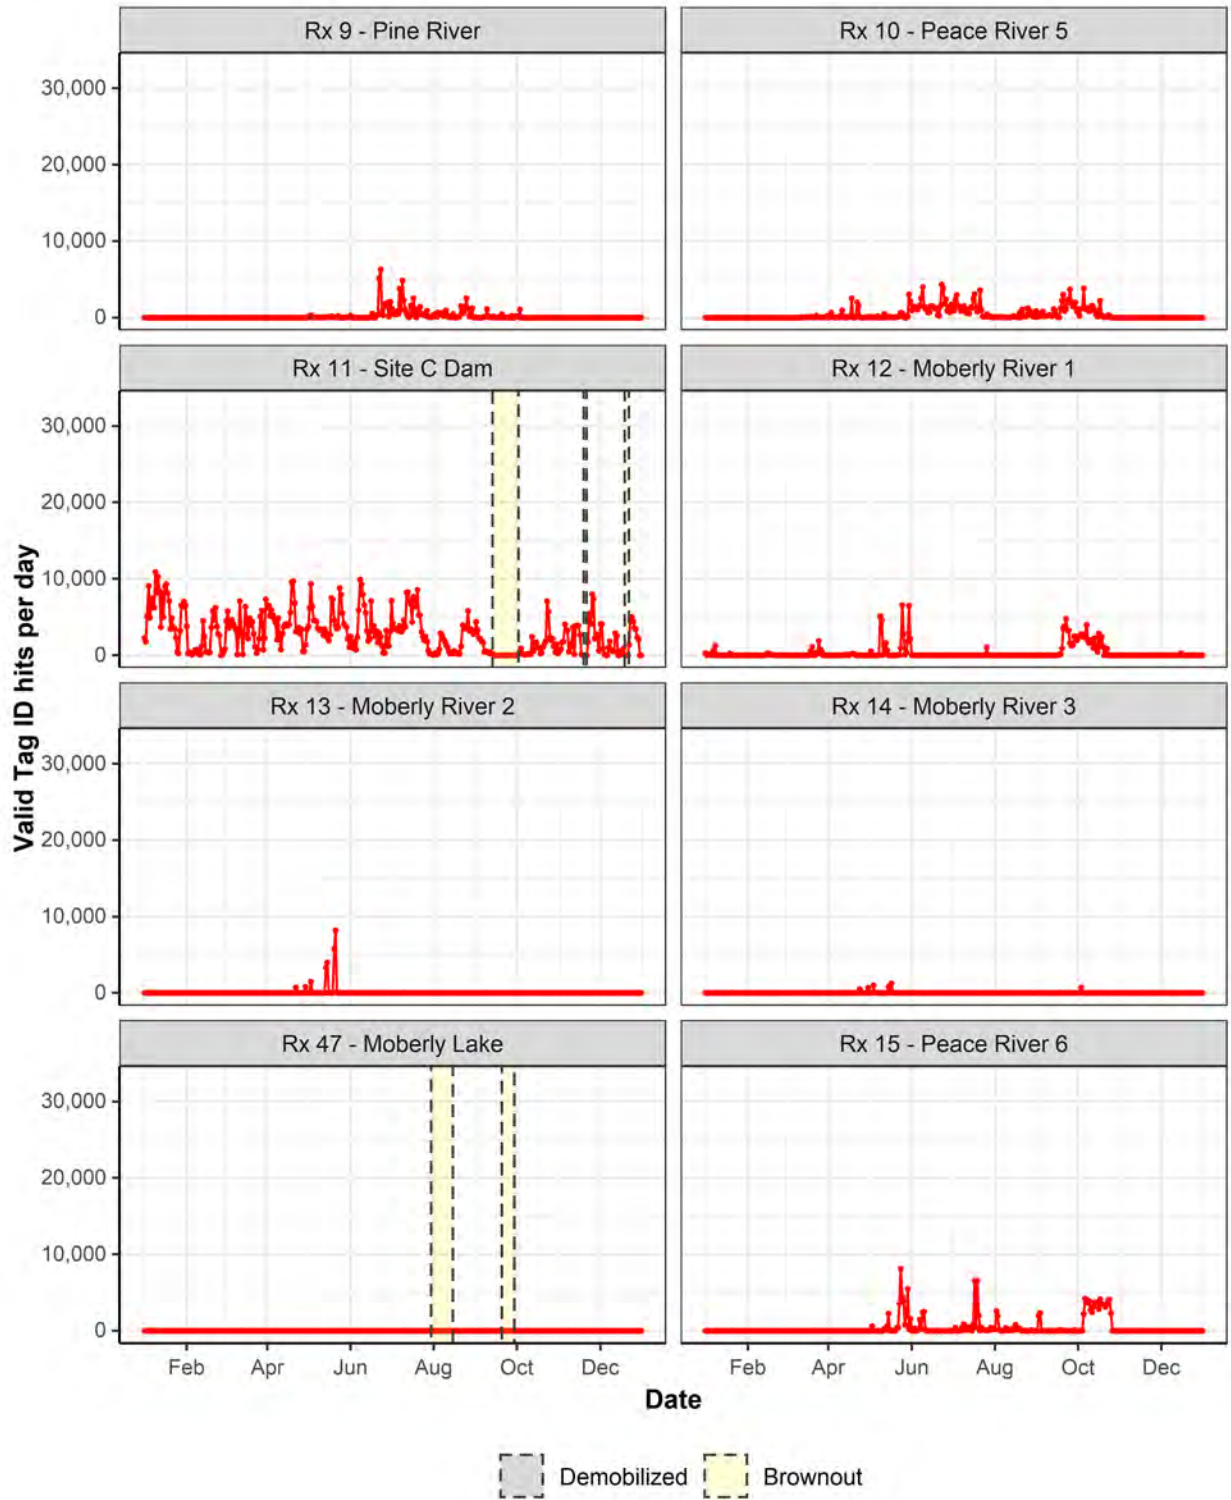 Rx 9 - Pine River
Rx 10 - Peace River 5
30,000
20,000
10,000
0
Rx 11 - Site C Dam
Rx 12 - Moberly River 1
30,000
20,000
10,000
0
Valid Tag ID hits per day
Rx 13 - Moberly River 2
Rx 14 - Moberly River 3
30,000
20,000
10,000
0
Rx 47 - Moberly Lake
Rx 15 - Peace River 6
30,000
20,000
10,000
0
Feb Apr Jun Aug Oct Dec
Feb Apr Jun Aug Oct Dec
Date
Demobilized Brownout